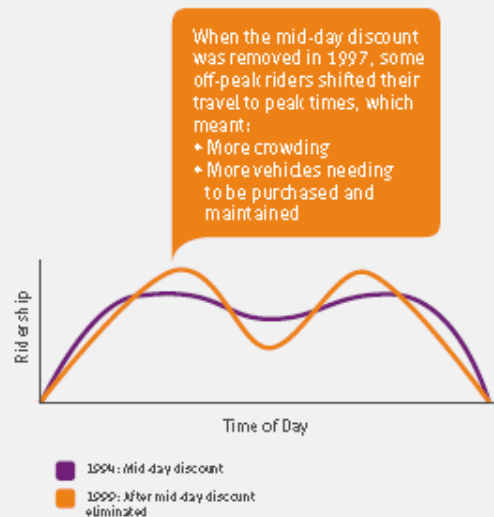 When the mid-day discount
was removed in 1997, some
off-peak riders shifted their
travel to peak times, which
meant:
• More crowding
• More vehicles needing
to be purchased and
maintained
Ridership
Time of Day
1994: Mid-day discount
1999: After mid-day discount
eliminated